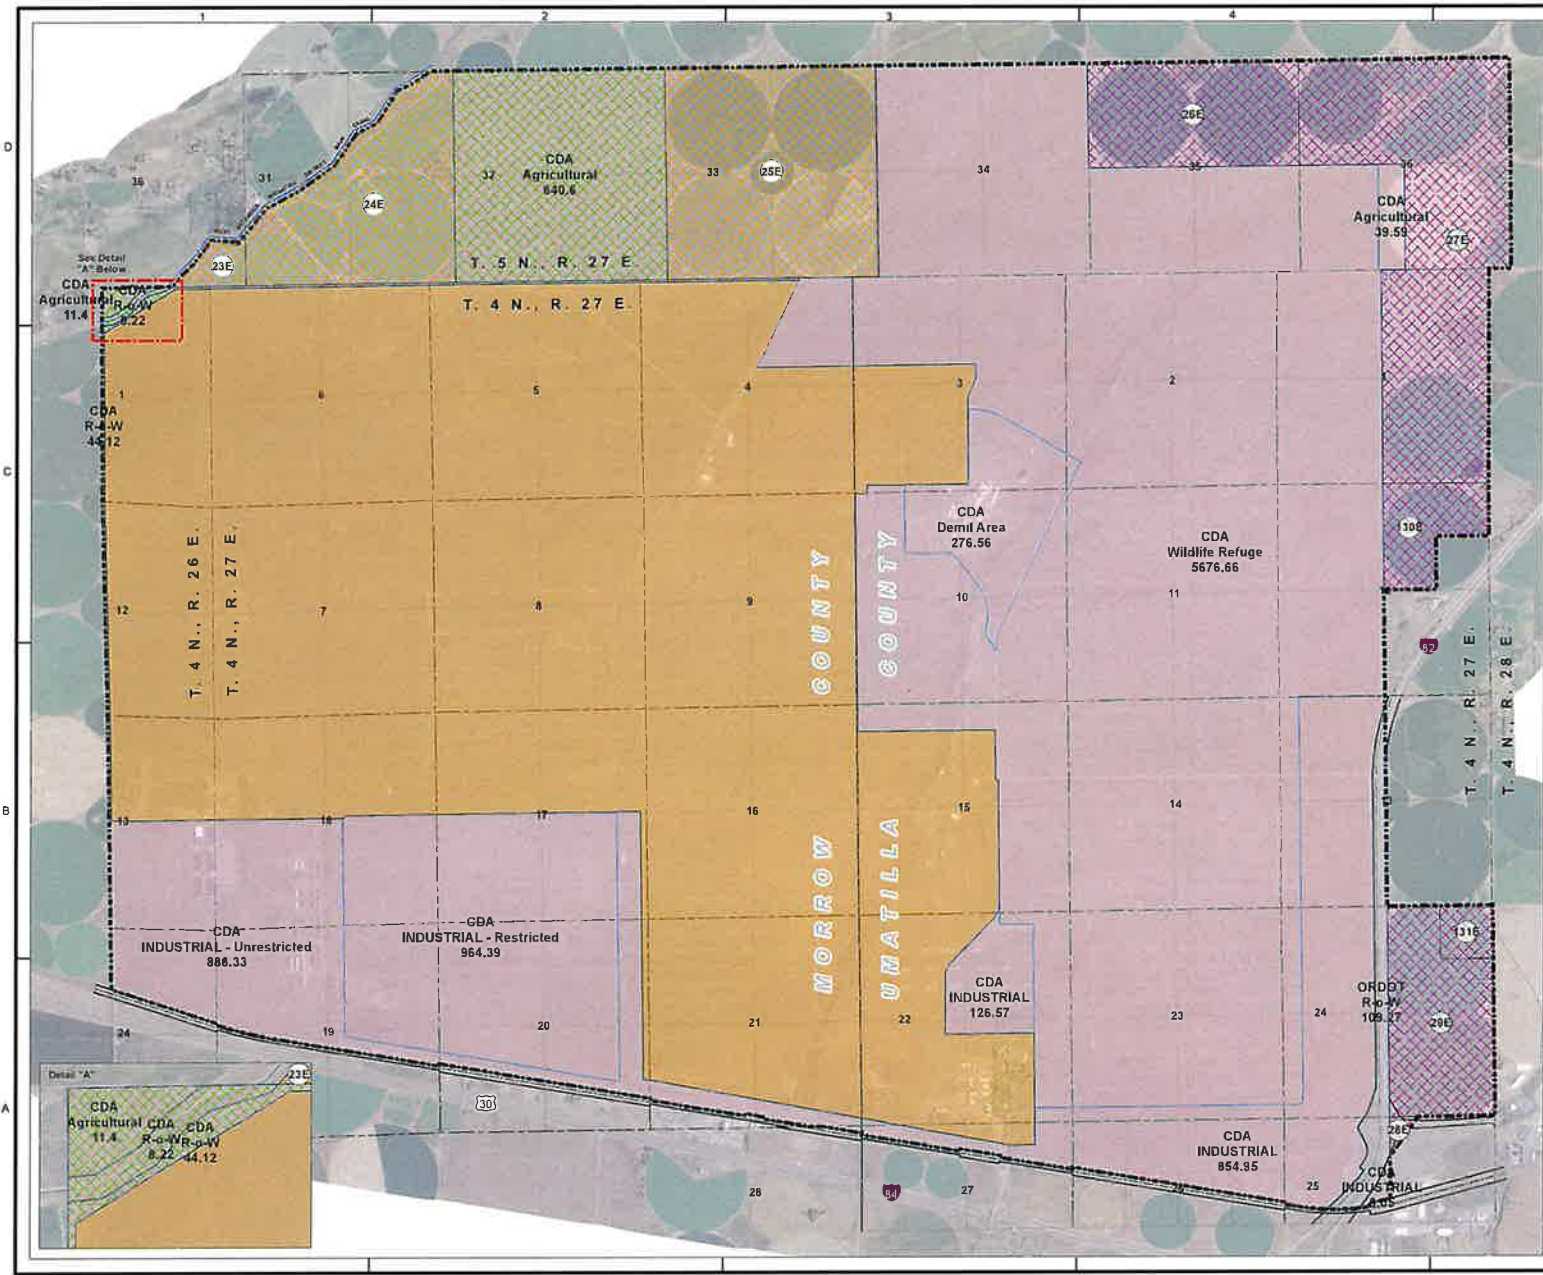 1
2
3
4
D
36
31
24E
23E
32
CDA
Agricultural
640.6
33
25E
34
26E
35
36
CDA
Agricultural
39.59
27E
T. 5 N., R. 27 E.
T. 4 N., R. 27 E.
See Detail
"A" Below
CDA
Agricultural
11.4
CDA
R-o-W
8.22
C
1
CDA
R-o-W
44.12
6
5
4
3
2
CDA
Demil Area
276.56
CDA
Wildlife Refuge
5676.66
130E
T. 4 N., R. 26 E.
T. 4 N., R. 27 E.
12
7
8
9
10
11
COUNTY
COUNTY
82
T. 4 N., R. 27 E.
T. 4 N., R. 28 E.
B
13
18
17
16
15
14
MORROW
UMATILLA
CDA
INDUSTRIAL - Unrestricted
886.33
CDA
INDUSTRIAL - Restricted
964.39
CDA
INDUSTRIAL
126.57
131E
ORDOT
R-o-W
109.27
29E
24
19
20
21
22
23
24
A
30
Detail "A"
23E
CDA
Agricultural
11.4
CDA
R-o-W
8.22
CDA
R-o-W
44.12
CDA
INDUSTRIAL
854.95
28E
CDA
INDUSTRIAL
28
84
27
25